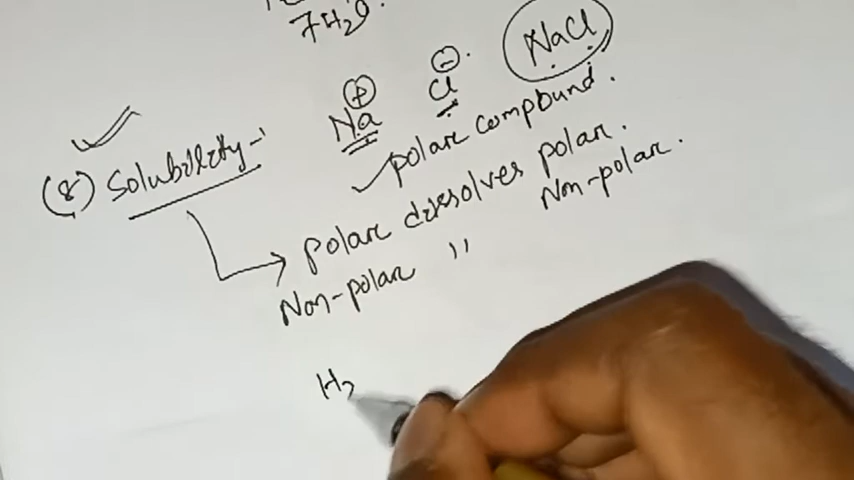 7H₂O.
Na⊕ Cl⊖. NaCl
polar compound.
(8) Solubility-
polar dissolves polar.
Non-polar " Non-polar.
H₂